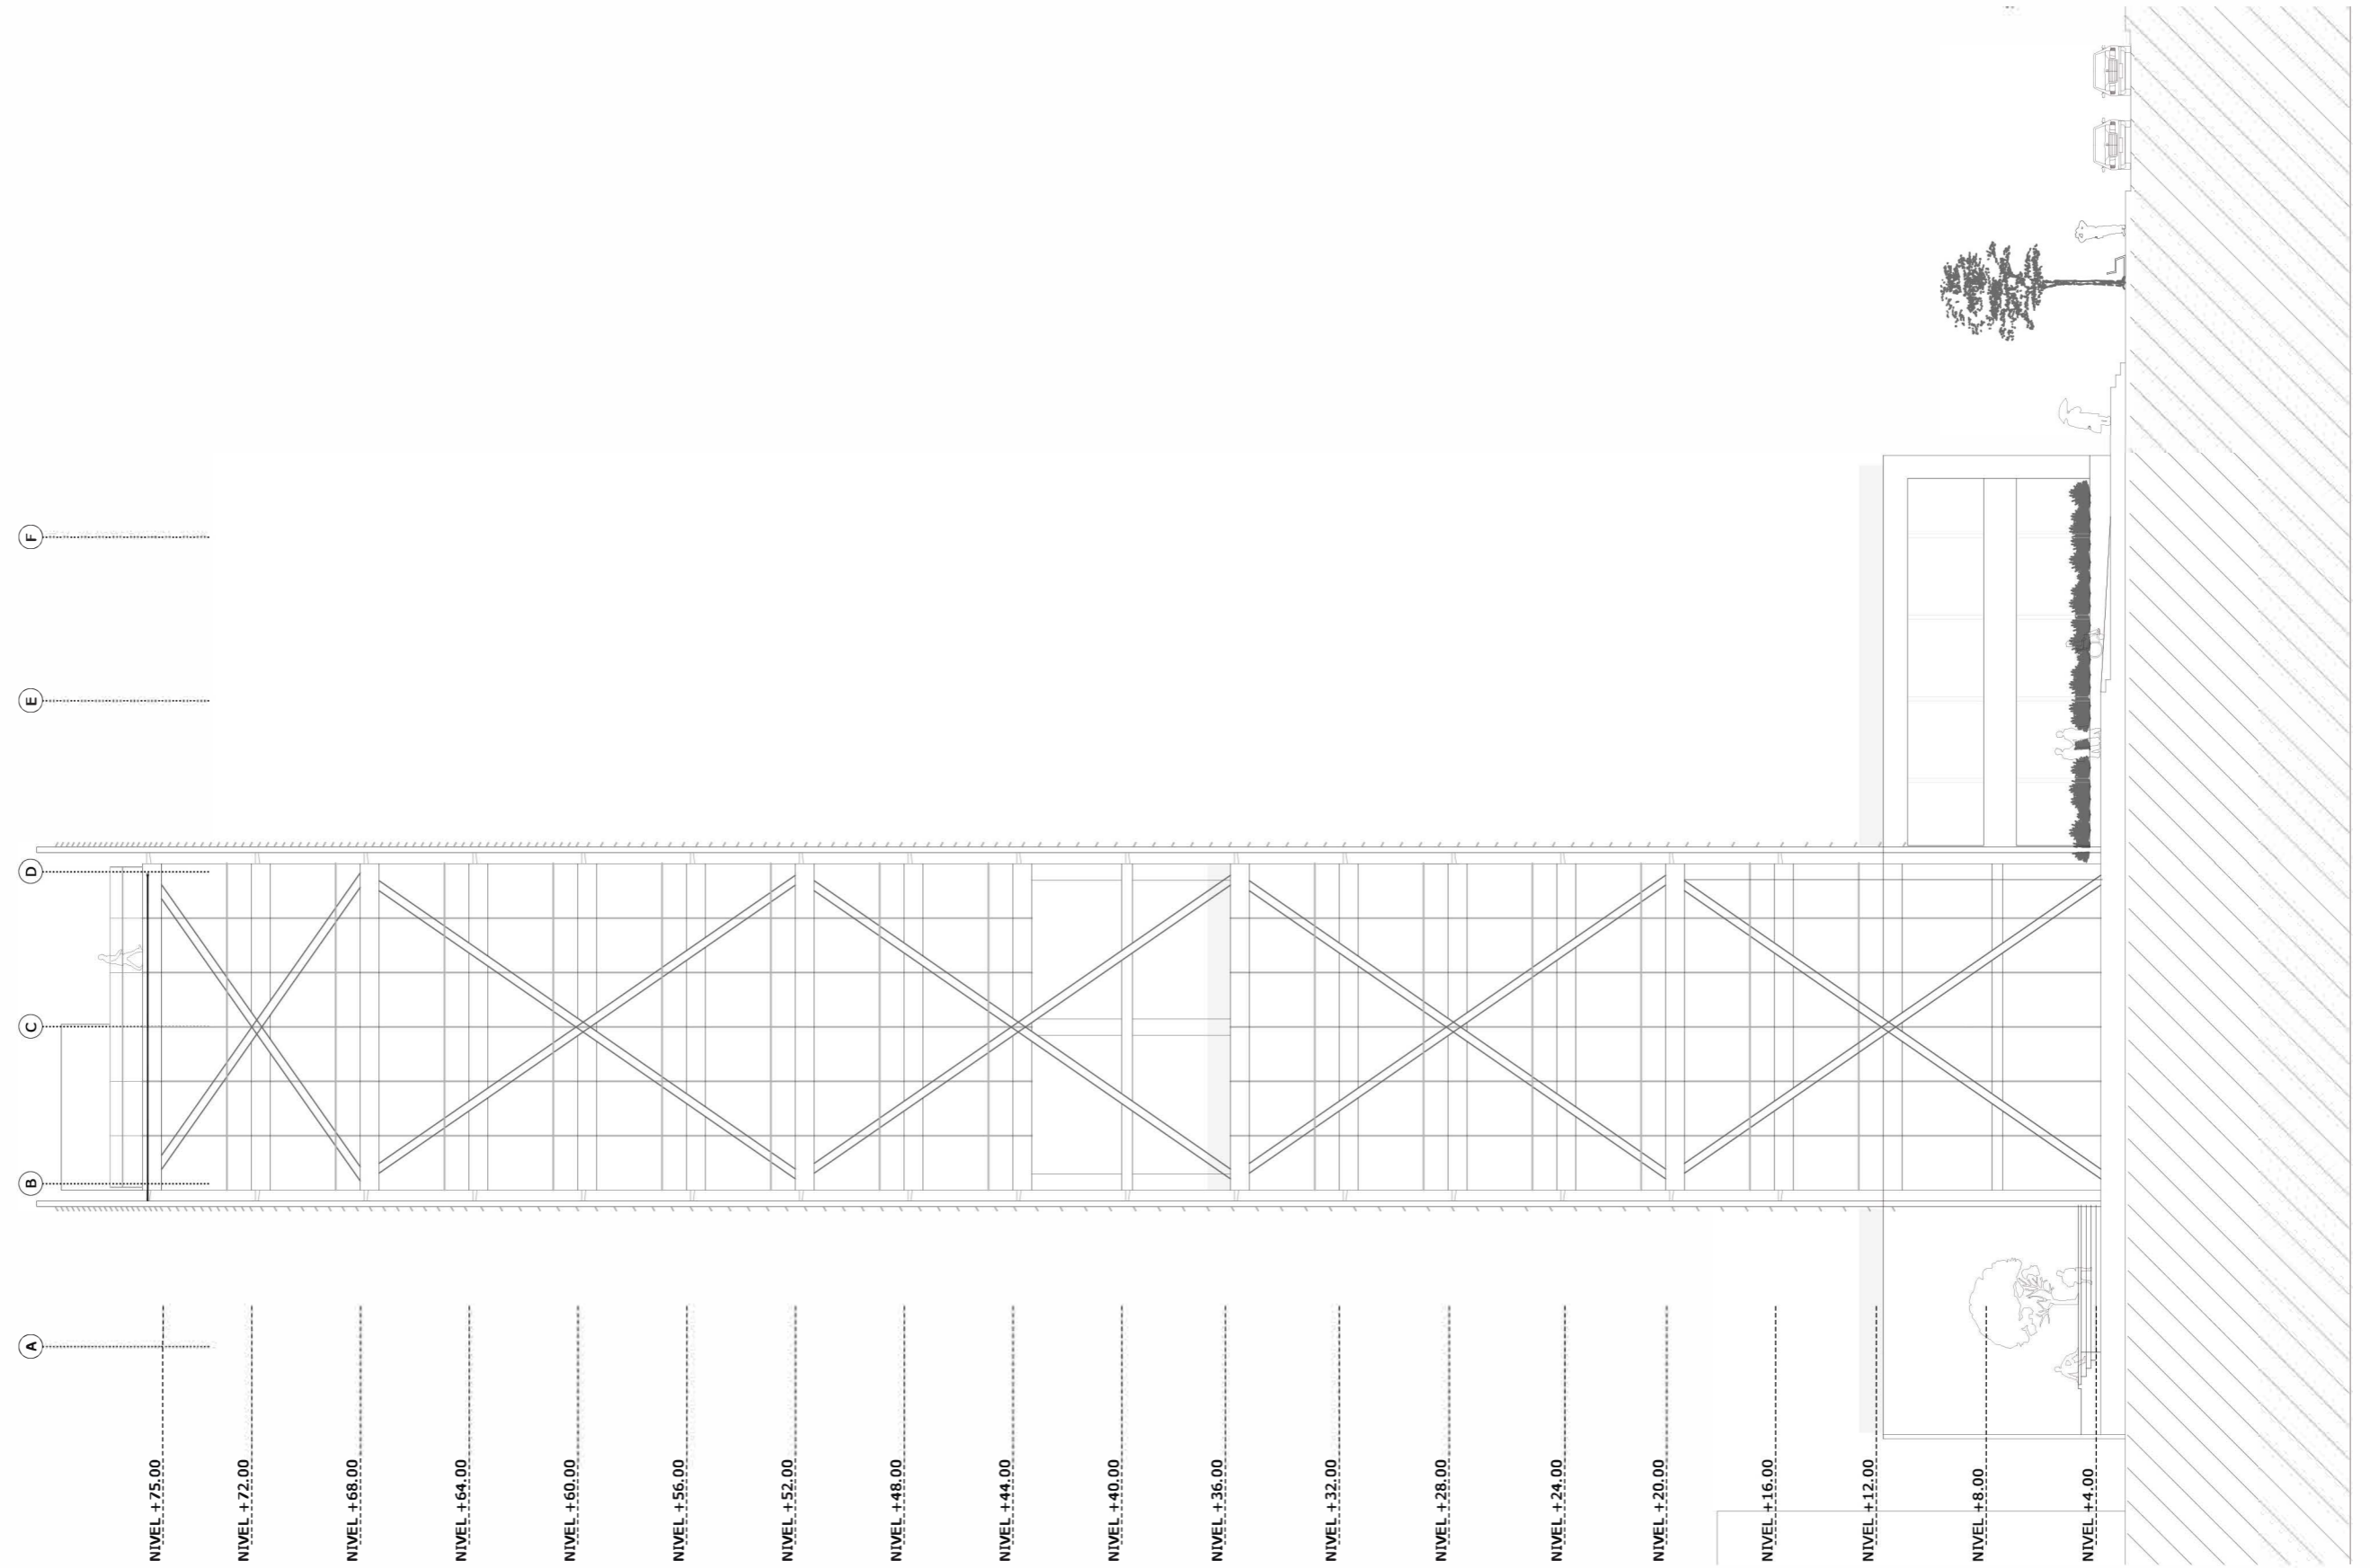 A
B
C
D
E
F
NIVEL +75.00
NIVEL +72.00
NIVEL +68.00
NIVEL +64.00
NIVEL +60.00
NIVEL +56.00
NIVEL +52.00
NIVEL +48.00
NIVEL +44.00
NIVEL +40.00
NIVEL +36.00
NIVEL +32.00
NIVEL +28.00
NIVEL +24.00
NIVEL +20.00
NIVEL +16.00
NIVEL +12.00
NIVEL +8.00
NIVEL +4.00